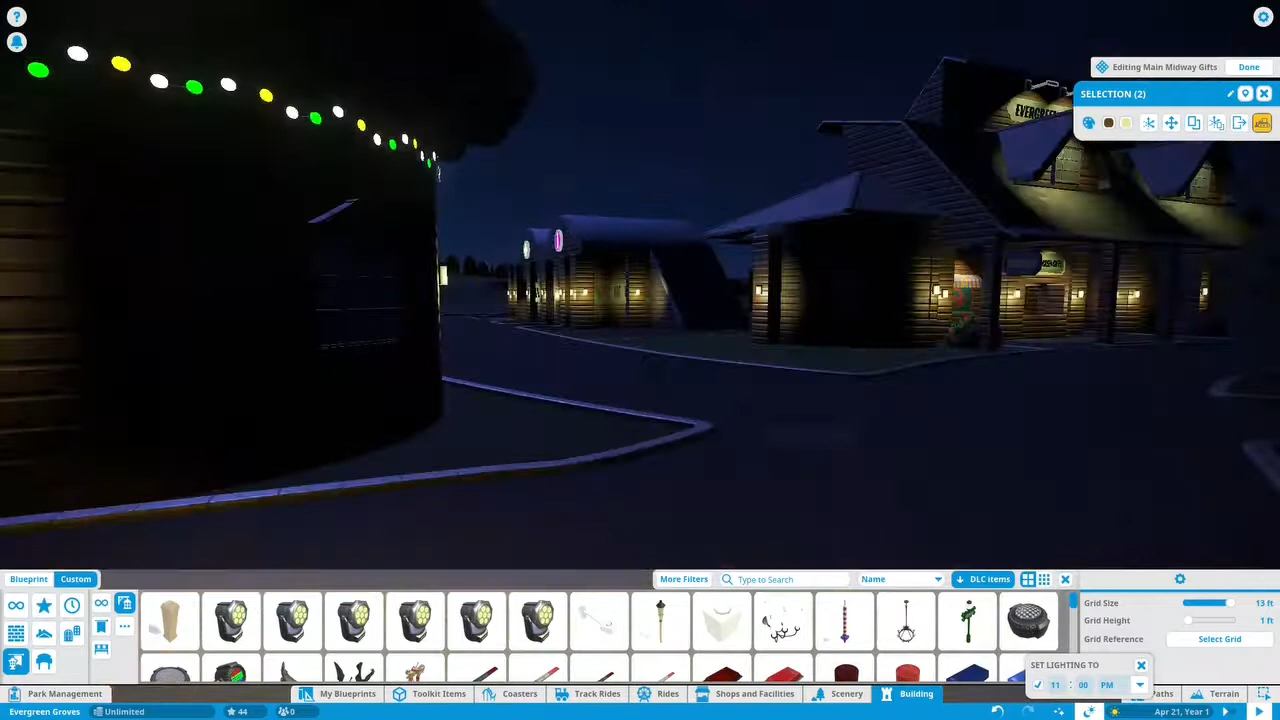 ?
Editing Main Midway Gifts Done
SELECTION (2)
EVERGREEN
Blueprint Custom More Filters Type to Search Name DLC items
Grid Size 13 ft
Grid Height 1 ft
Grid Reference Select Grid
SET LIGHTING TO
11 : 00 PM
Park Management My Blueprints Toolkit Items Coasters Track Rides Rides Shops and Facilities Scenery Building Paths Terrain
Evergreen Groves Unlimited 44 0 Apr 21, Year 1